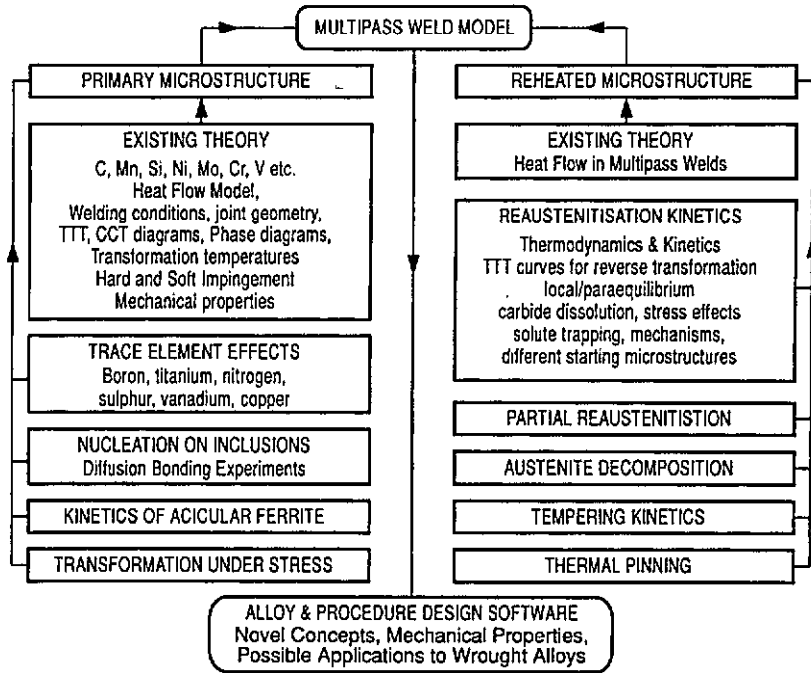 MULTIPASS WELD MODEL
PRIMARY MICROSTRUCTURE
EXISTING THEORY
C, Mn, Si, Ni, Mo, Cr, V etc.
Heat Flow Model,
Welding conditions, joint geometry,
TTT, CCT diagrams, Phase diagrams,
Transformation temperatures
Hard and Soft Impingement
Mechanical properties
TRACE ELEMENT EFFECTS
Boron, titanium, nitrogen,
sulphur, vanadium, copper
NUCLEATION ON INCLUSIONS
Diffusion Bonding Experiments
KINETICS OF ACICULAR FERRITE
TRANSFORMATION UNDER STRESS
REHEATED MICROSTRUCTURE
EXISTING THEORY
Heat Flow in Multipass Welds
REAUSTENITISATION KINETICS
Thermodynamics & Kinetics
TTT curves for reverse transformation
local/paraequilibrium
carbide dissolution, stress effects
solute trapping, mechanisms,
different starting microstructures
PARTIAL REAUSTENITISTION
AUSTENITE DECOMPOSITION
TEMPERING KINETICS
THERMAL PINNING
ALLOY & PROCEDURE DESIGN SOFTWARE
Novel Concepts, Mechanical Properties,
Possible Applications to Wrought Alloys